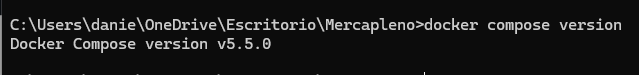 C:\Users\danie\OneDrive\Escritorio\Mercapleno>docker compose version
Docker Compose version v5.5.0